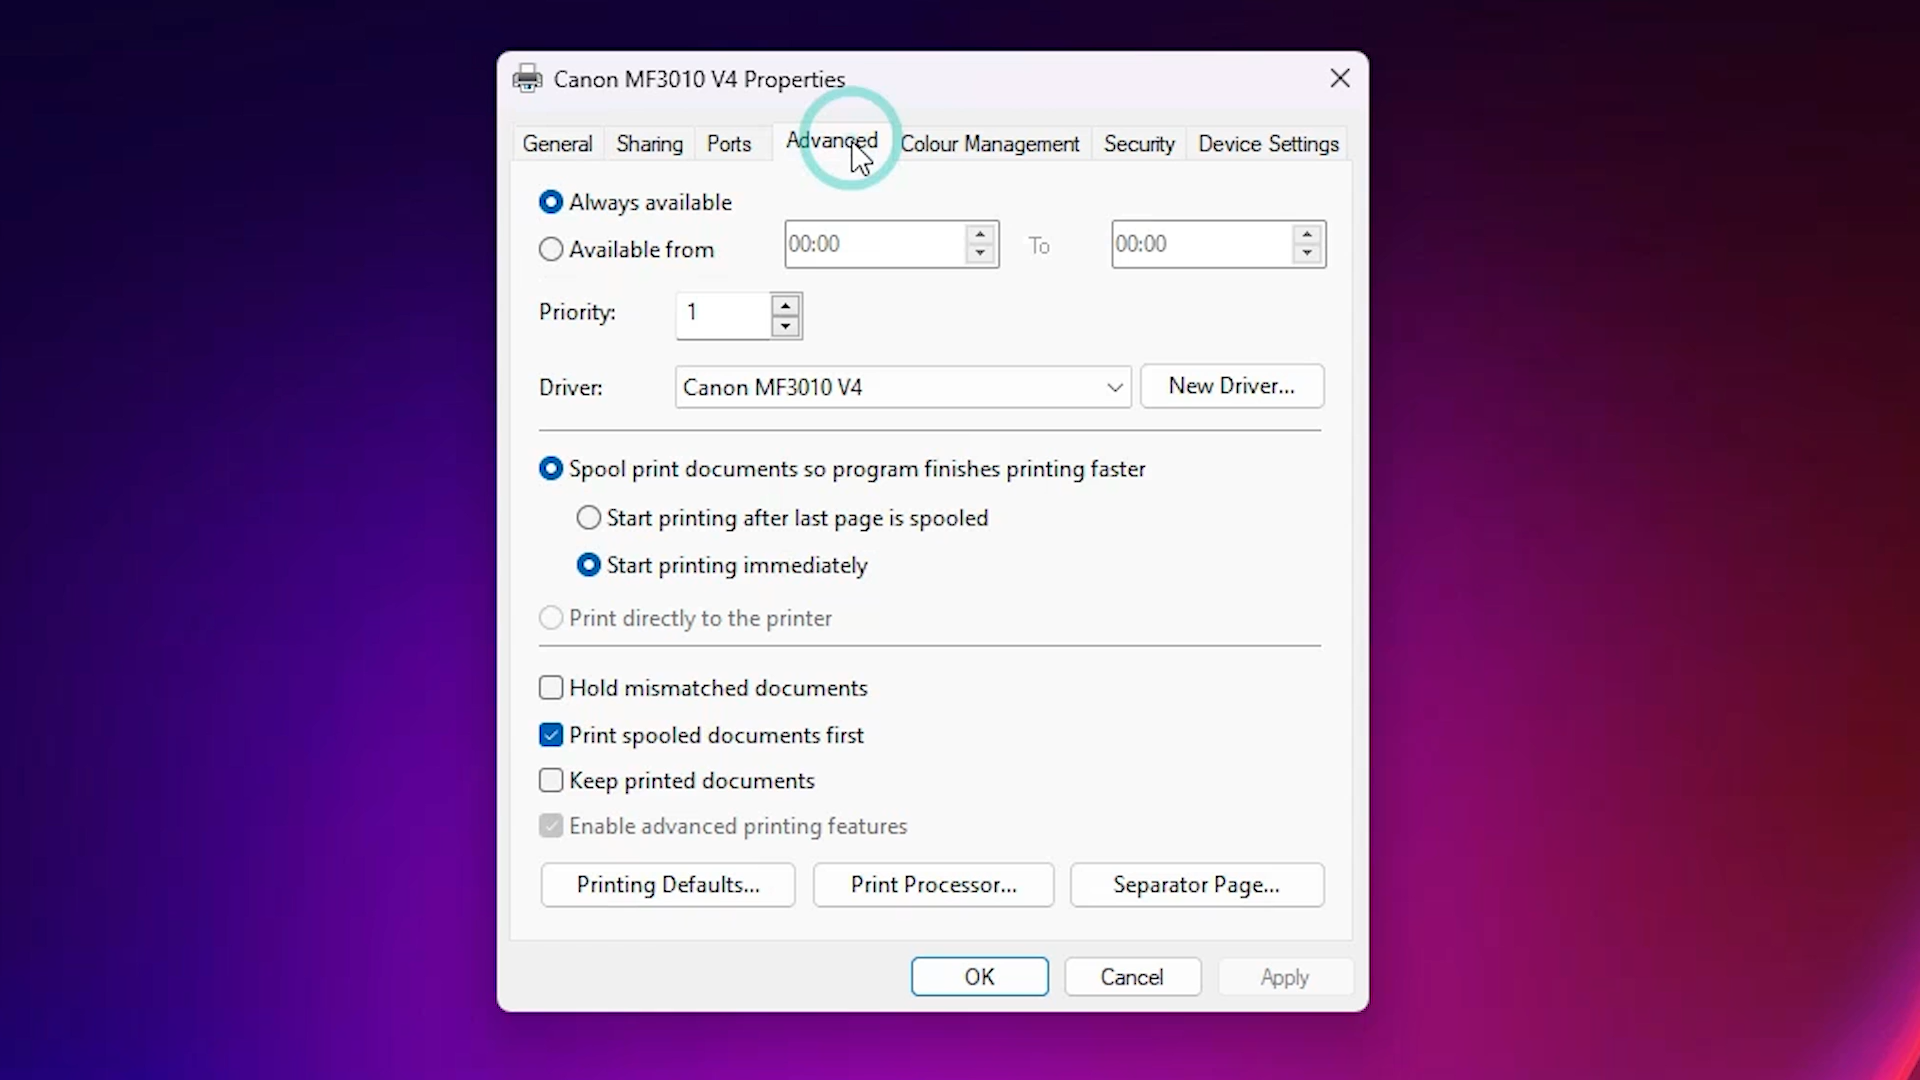 Canon MF3010 V4 Properties
General Sharing Ports Advanced Colour Management Security Device Settings
Always available
Available from 00:00 To 00:00
Priority: 1
Driver: Canon MF3010 V4 New Driver...
Spool print documents so program finishes printing faster
Start printing after last page is spooled
Start printing immediately
Print directly to the printer
Hold mismatched documents
Print spooled documents first
Keep printed documents
Enable advanced printing features
Printing Defaults... Print Processor... Separator Page...
OK Cancel Apply